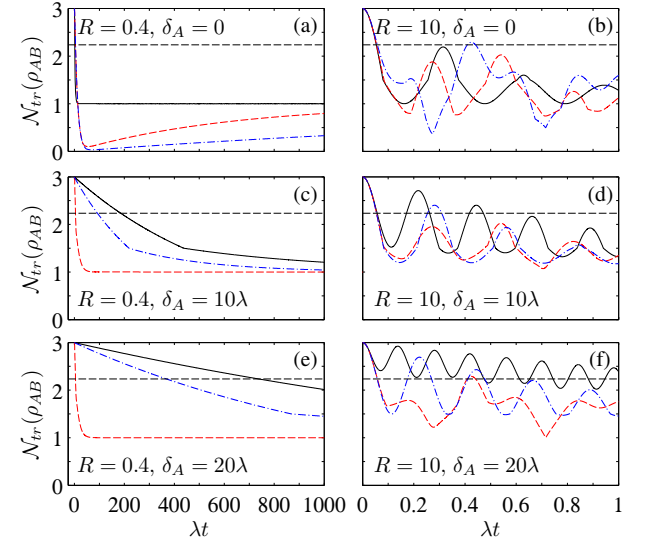 3
R = 0.4, δ_A = 0
(a)
R = 10, δ_A = 0
(b)
2
1
0
N_tr(ρ_AB)
3
(c)
(d)
2
1
R = 0.4, δ_A = 10λ
R = 10, δ_A = 10λ
0
N_tr(ρ_AB)
3
(e)
(f)
2
1
R = 0.4, δ_A = 20λ
R = 10, δ_A = 20λ
0
N_tr(ρ_AB)
0 200 400 600 800 1000
0 0.2 0.4 0.6 0.8 1
λt
λt